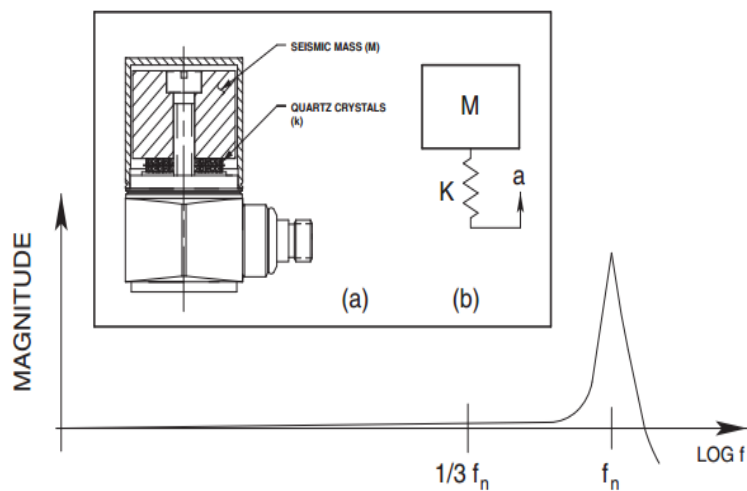 SEISMIC MASS (M)
QUARTZ CRYSTALS
(k)
M
K
a
(a)
(b)
MAGNITUDE
1/3 fn
fn
LOG f